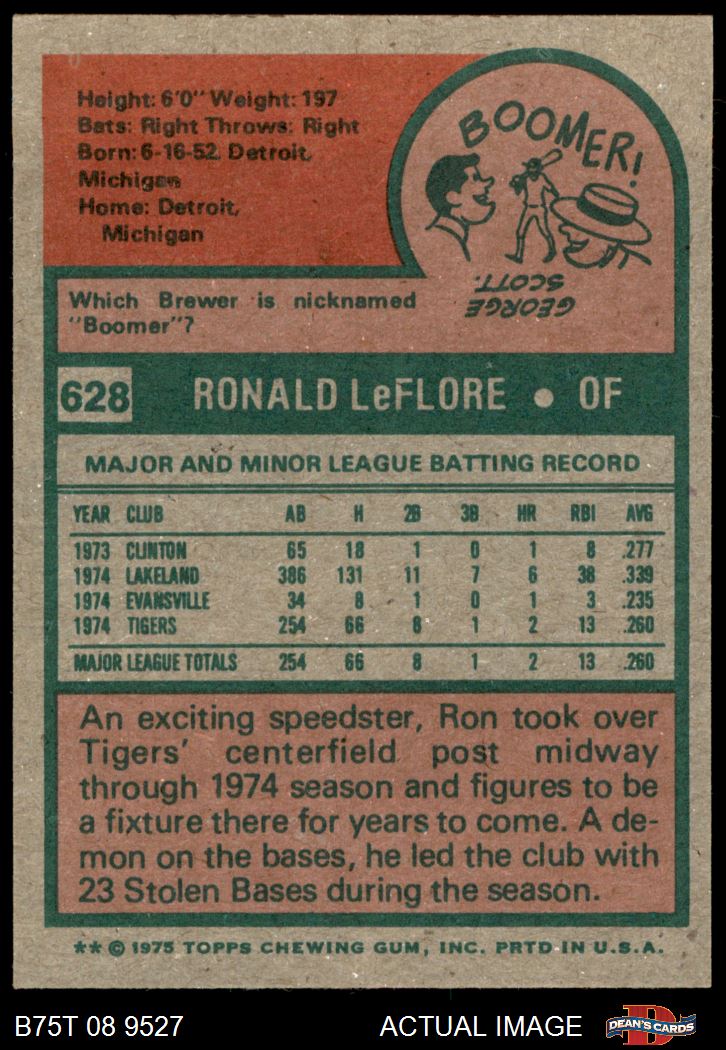 Height: 6'0" Weight: 197
Bats: Right Throws: Right
Born: 6-16-52, Detroit,
Michigan
Home: Detroit,
Michigan
BOOMER!
GEORGE
SCOTT.
Which Brewer is nicknamed
"Boomer"?
628 RONALD LeFLORE • OF
MAJOR AND MINOR LEAGUE BATTING RECORD
YEAR CLUB AB H 2B 3B HR RBI AVG
1973 CLINTON 65 18 1 0 1 8 .277
1974 LAKELAND 386 131 11 7 6 38 .339
1974 EVANSVILLE 34 8 1 0 1 3 .235
1974 TIGERS 254 66 8 1 2 13 .260
MAJOR LEAGUE TOTALS 254 66 8 1 2 13 .260
An exciting speedster, Ron took over
Tigers' centerfield post midway
through 1974 season and figures to be
a fixture there for years to come. A de-
mon on the bases, he led the club with
23 Stolen Bases during the season.
** © 1975 TOPPS CHEWING GUM, INC. PRTD IN U.S.A.
B75T 08 9527 ACTUAL IMAGE D DEAN'S CARDS